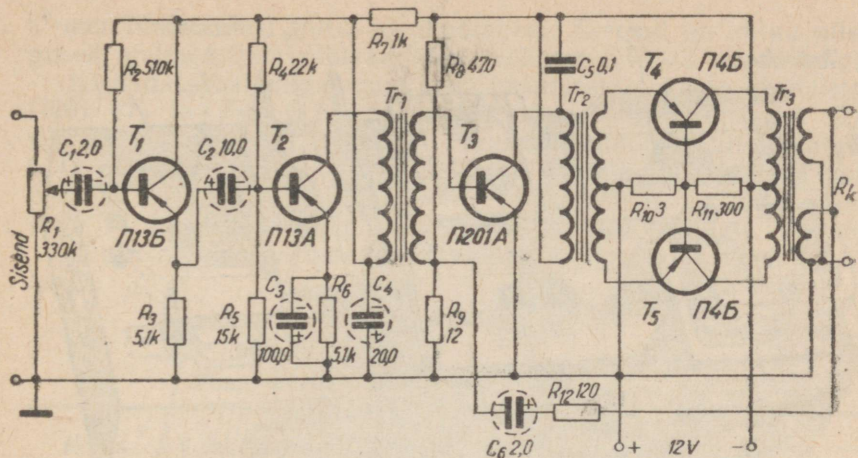 R₇ 1k
R₂ 510k
R₄ 22k
R₈ 470
C₅ 0,1
T₄
П4Б
Tr₁
Tr₂
Tr₃
C₁ 2,0
T₁
C₂ 10,0
T₂
T₃
R₁
330k
Sisend
П13Б
П13А
П201А
R₁₀ 3
R₁₁ 300
R₃
5,1k
R₅
15k
C₃
100,0
R₆
5,1k
C₄
20,0
R₉
12
T₅
П4Б
R₁₂ 120
C₆ 2,0
+ 12V −